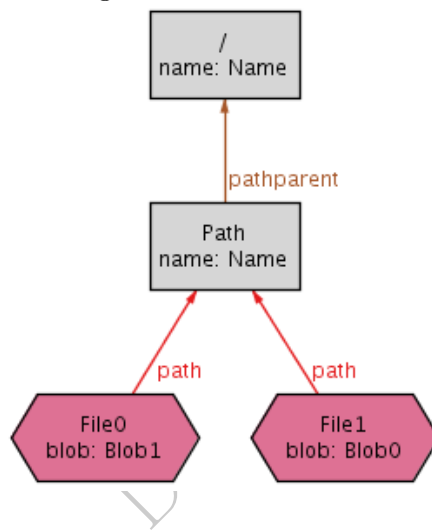 /
name: Name
pathparent
Path
name: Name
path path
File0 File1
blob: Blob1 blob: Blob0